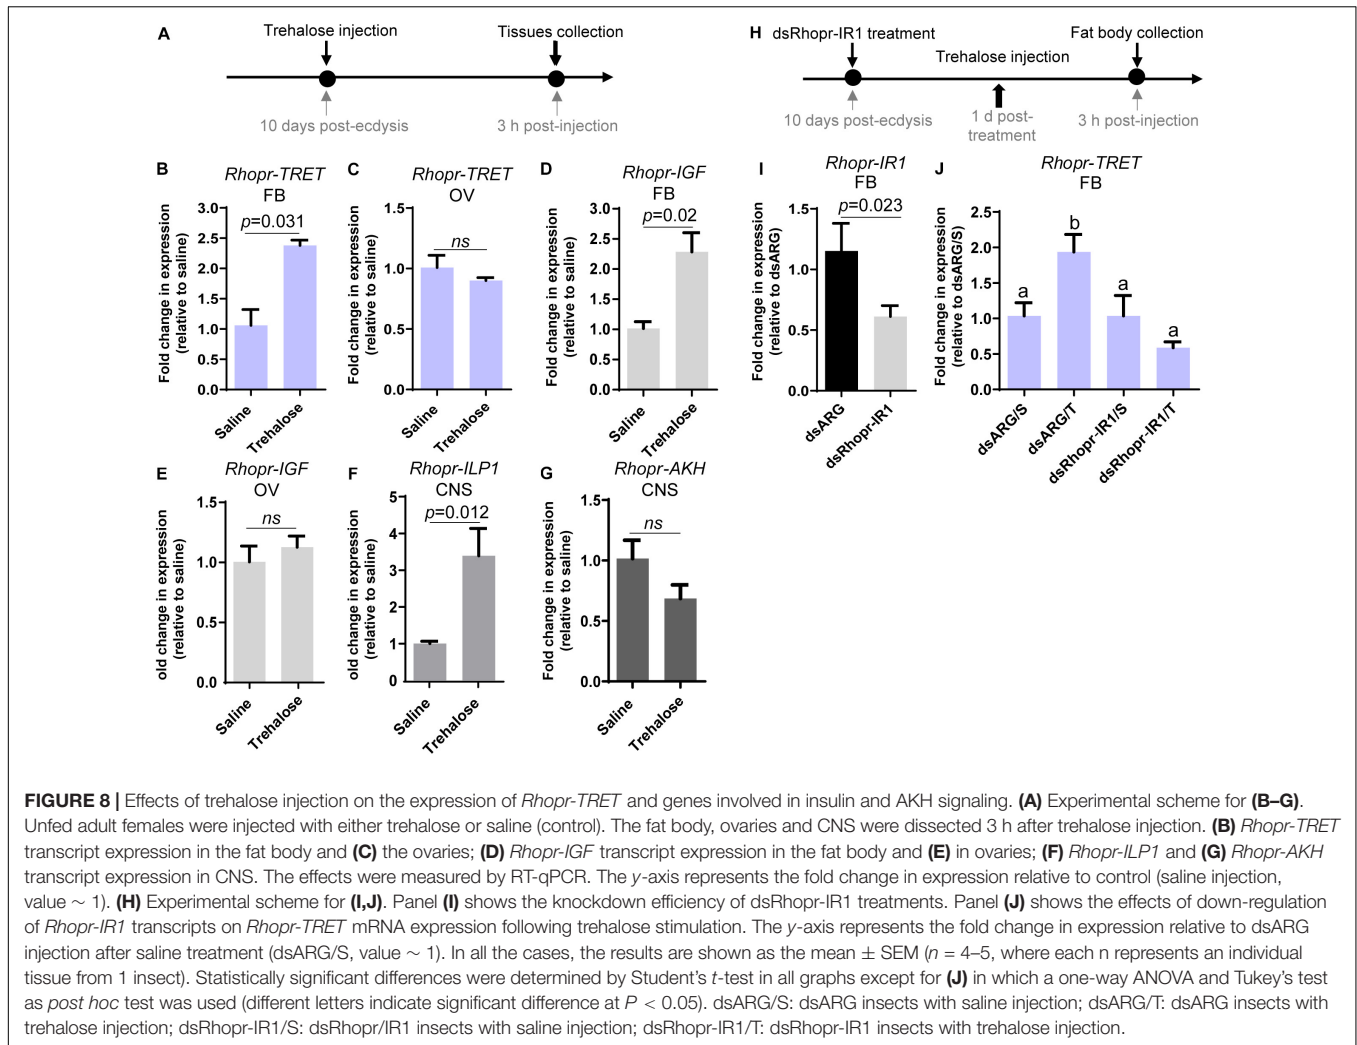 A
Trehalose injection
Tissues collection
10 days post-ecdysis
3 h post-injection
H
dsRhopr-IR1 treatment
Fat body collection
Trehalose injection
10 days post-ecdysis
1 d post-
treatment
3 h post-injection
B
Rhopr-TRET
FB
p=0.031
Fold change in expression
(relative to saline)
3.0
2.5
2.0
1.5
1.0
0.5
0.0
Saline
Trehalose
C
Rhopr-TRET
OV
ns
Fold change in expression
(relative to saline)
1.5
1.0
0.5
0.0
Saline
Trehalose
D
Rhopr-IGF
FB
p=0.02
Fold change in expression
(relative to saline)
3.0
2.5
2.0
1.5
1.0
0.5
0.0
Saline
Trehalose
I
Rhopr-IR1
FB
p=0.023
Fold change in expression
(relative to dsARG)
1.5
1.0
0.5
0.0
dsARG
dsRhopr-IR1
J
Rhopr-TRET
FB
Fold change in expression
(relative to dsARG/S)
2.5
2.0
1.5
1.0
0.5
0.0
a
b
a
a
dsARG/S
dsARG/T
dsRhopr-IR1/S
dsRhopr-IR1/T
E
Rhopr-IGF
OV
ns
old change in expression
(relative to saline)
1.5
1.0
0.5
0.0
Saline
Trehalose
F
Rhopr-ILP1
CNS
p=0.012
old change in expression
(relative to saline)
5
4
3
2
1
0
Saline
Trehalose
G
Rhopr-AKH
CNS
ns
Fold change in expression
(relative to saline)
1.5
1.0
0.5
0.0
Saline
Trehalose
FIGURE 8 | Effects of trehalose injection on the expression of Rhopr-TRET and genes involved in insulin and AKH signaling. (A) Experimental scheme for (B–G).
Unfed adult females were injected with either trehalose or saline (control). The fat body, ovaries and CNS were dissected 3 h after trehalose injection. (B) Rhopr-TRET
transcript expression in the fat body and (C) the ovaries; (D) Rhopr-IGF transcript expression in the fat body and (E) in ovaries; (F) Rhopr-ILP1 and (G) Rhopr-AKH
transcript expression in CNS. The effects were measured by RT-qPCR. The y-axis represents the fold change in expression relative to control (saline injection,
value ∼ 1). (H) Experimental scheme for (I,J). Panel (I) shows the knockdown efficiency of dsRhopr-IR1 treatments. Panel (J) shows the effects of down-regulation
of Rhopr-IR1 transcripts on Rhopr-TRET mRNA expression following trehalose stimulation. The y-axis represents the fold change in expression relative to dsARG
injection after saline treatment (dsARG/S, value ∼ 1). In all the cases, the results are shown as the mean ± SEM (n = 4–5, where each n represents an individual
tissue from 1 insect). Statistically significant differences were determined by Student's t-test in all graphs except for (J) in which a one-way ANOVA and Tukey's test
as post hoc test was used (different letters indicate significant difference at P < 0.05). dsARG/S: dsARG insects with saline injection; dsARG/T: dsARG insects with
trehalose injection; dsRhopr-IR1/S: dsRhopr/IR1 insects with saline injection; dsRhopr-IR1/T: dsRhopr-IR1 insects with trehalose injection.